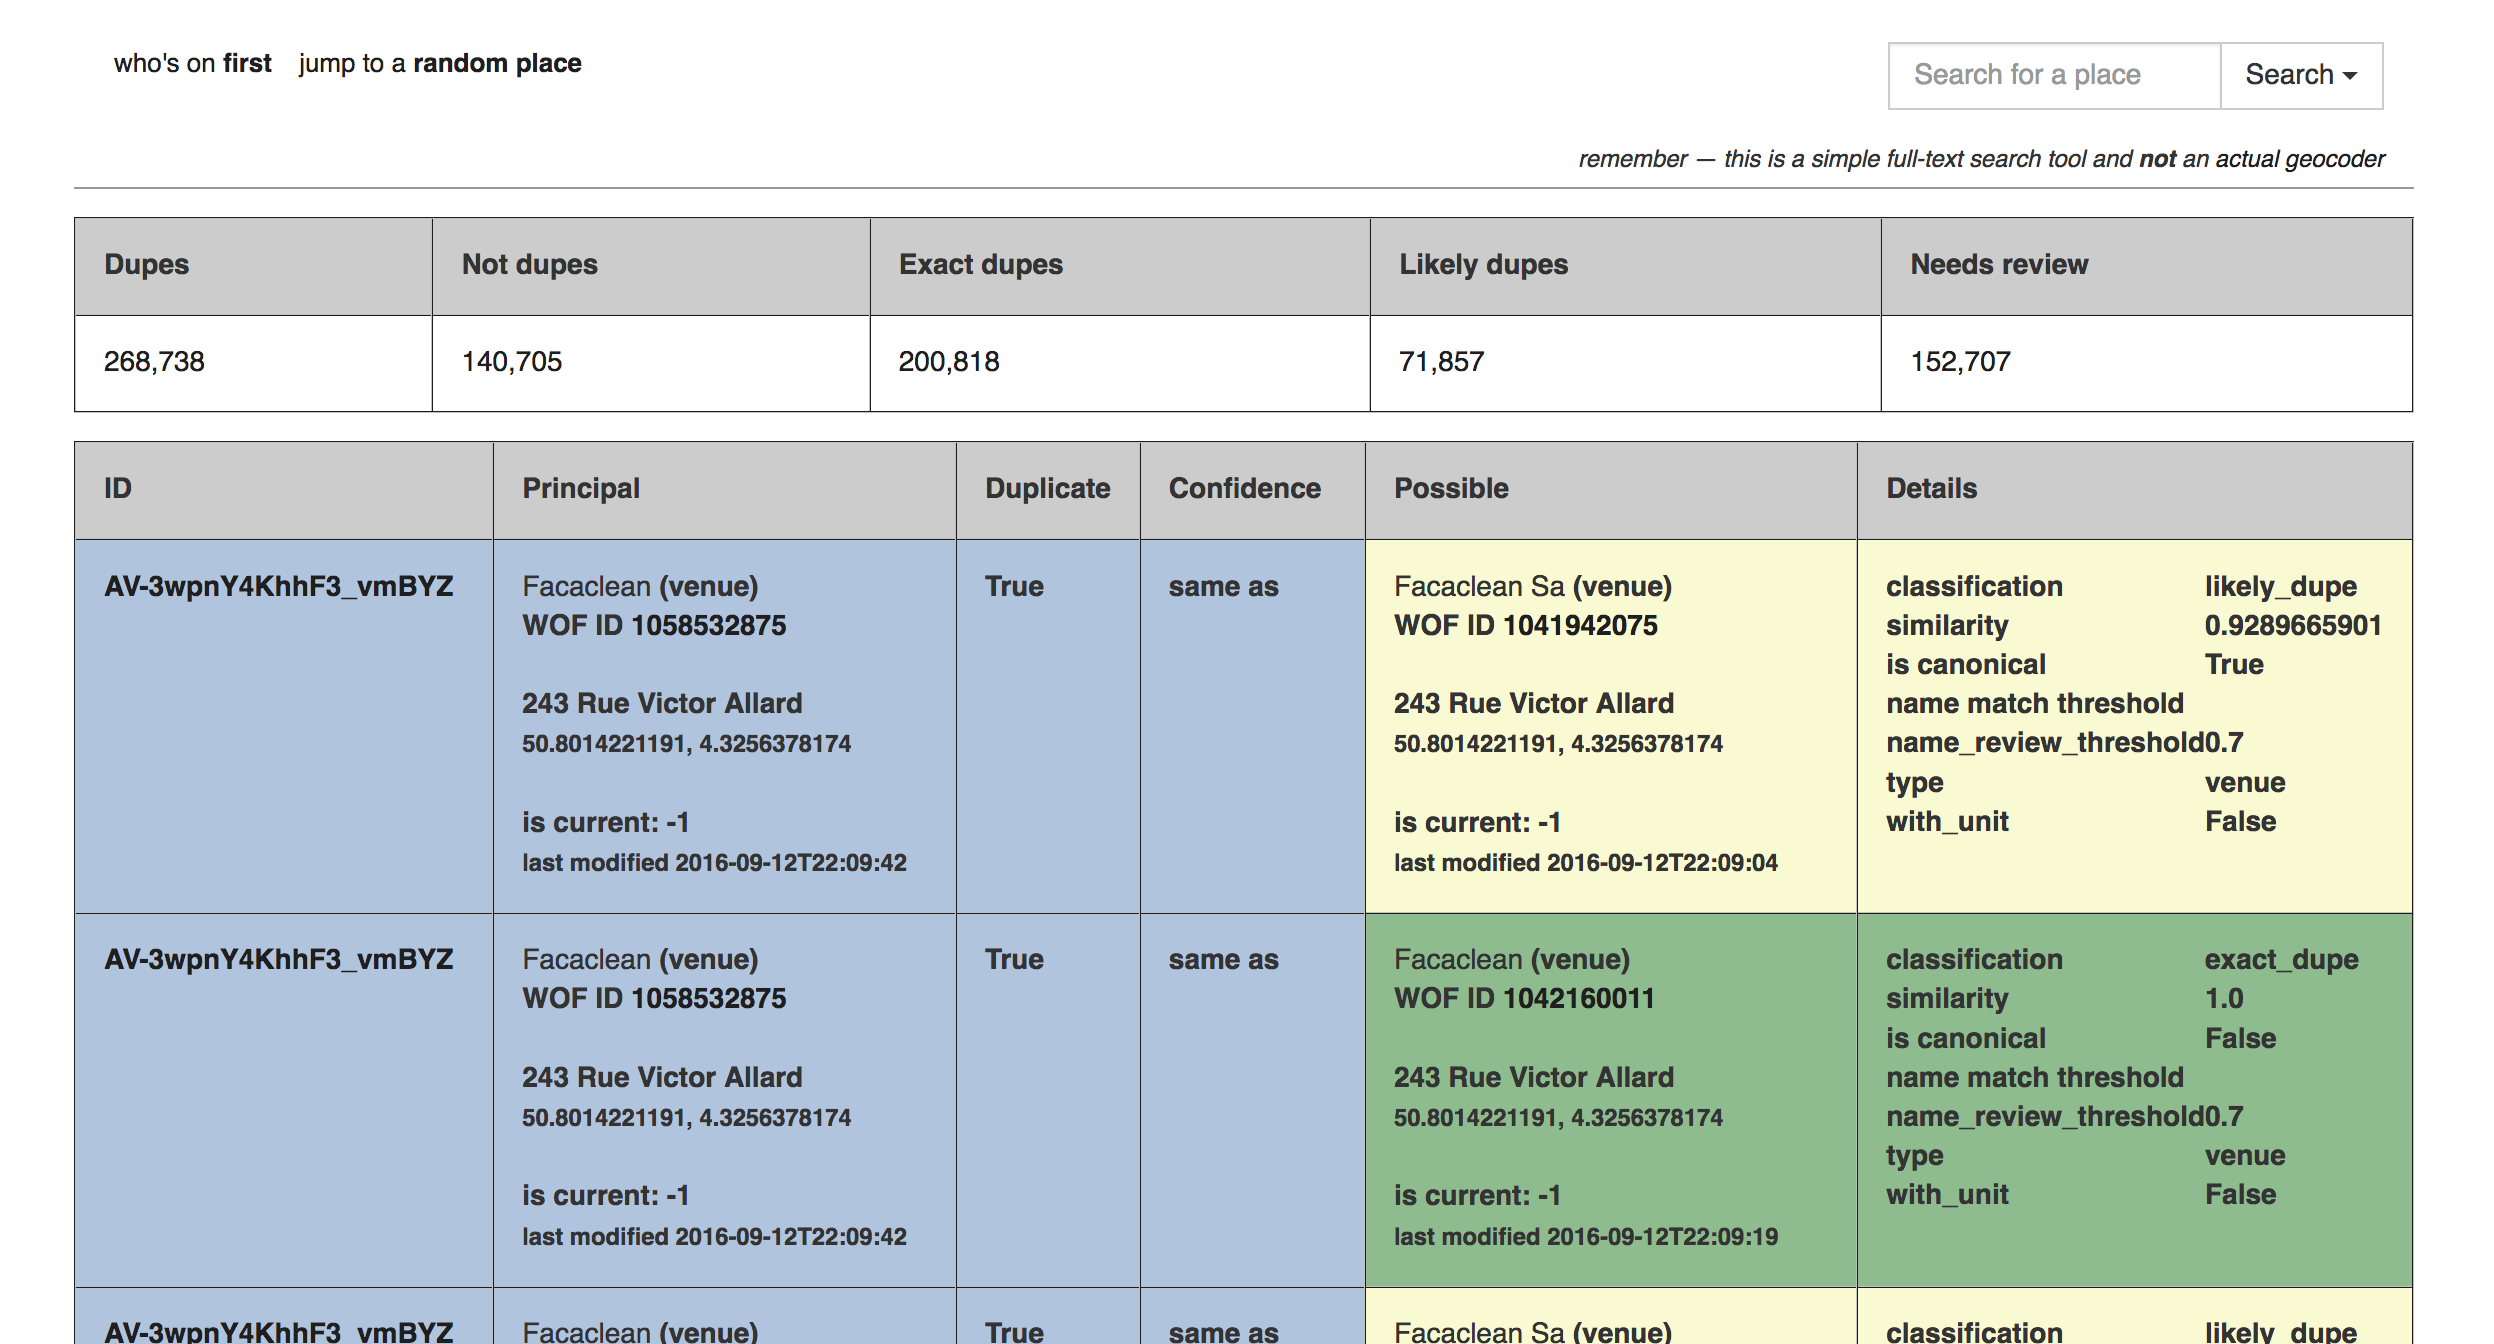 who's on first jump to a random place
Search for a place Search
remember — this is a simple full-text search tool and not an actual geocoder
Dupes Not dupes Exact dupes Likely dupes Needs review
268,738 140,705 200,818 71,857 152,707
ID Principal Duplicate Confidence Possible Details
AV-3wpnY4KhhF3_vmBYZ Facaclean (venue) True same as Facaclean Sa (venue) classification likely_dupe
WOF ID 1058532875 WOF ID 1041942075 similarity 0.9289665901
is canonical True
243 Rue Victor Allard 243 Rue Victor Allard name match threshold
50.8014221191, 4.3256378174 50.8014221191, 4.3256378174 name_review_threshold0.7
type venue
is current: -1 is current: -1 with_unit False
last modified 2016-09-12T22:09:42 last modified 2016-09-12T22:09:04
AV-3wpnY4KhhF3_vmBYZ Facaclean (venue) True same as Facaclean (venue) classification exact_dupe
WOF ID 1058532875 WOF ID 1042160011 similarity 1.0
is canonical False
243 Rue Victor Allard 243 Rue Victor Allard name match threshold
50.8014221191, 4.3256378174 50.8014221191, 4.3256378174 name_review_threshold0.7
type venue
is current: -1 is current: -1 with_unit False
last modified 2016-09-12T22:09:42 last modified 2016-09-12T22:09:19
AV-3wpnY4KhhF3_vmBYZ Facaclean (venue) True same as Facaclean Sa (venue) classification likely_dupe